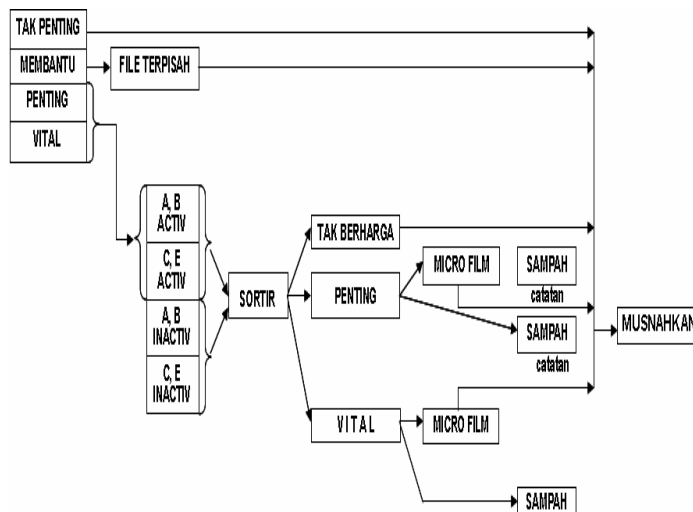 TAK PENTING
MEMBANTU
FILE TERPISAH
PENTING
VITAL
A, B
ACTIV
C, E
ACTIV
A, B
INACTIV
C, E
INACTIV
SORTIR
TAK BERHARGA
PENTING
MICRO FILM
SAMPAH
catatan
SAMPAH
catatan
MUSNAHKAN
V I T A L
MICRO FILM
SAMPAH